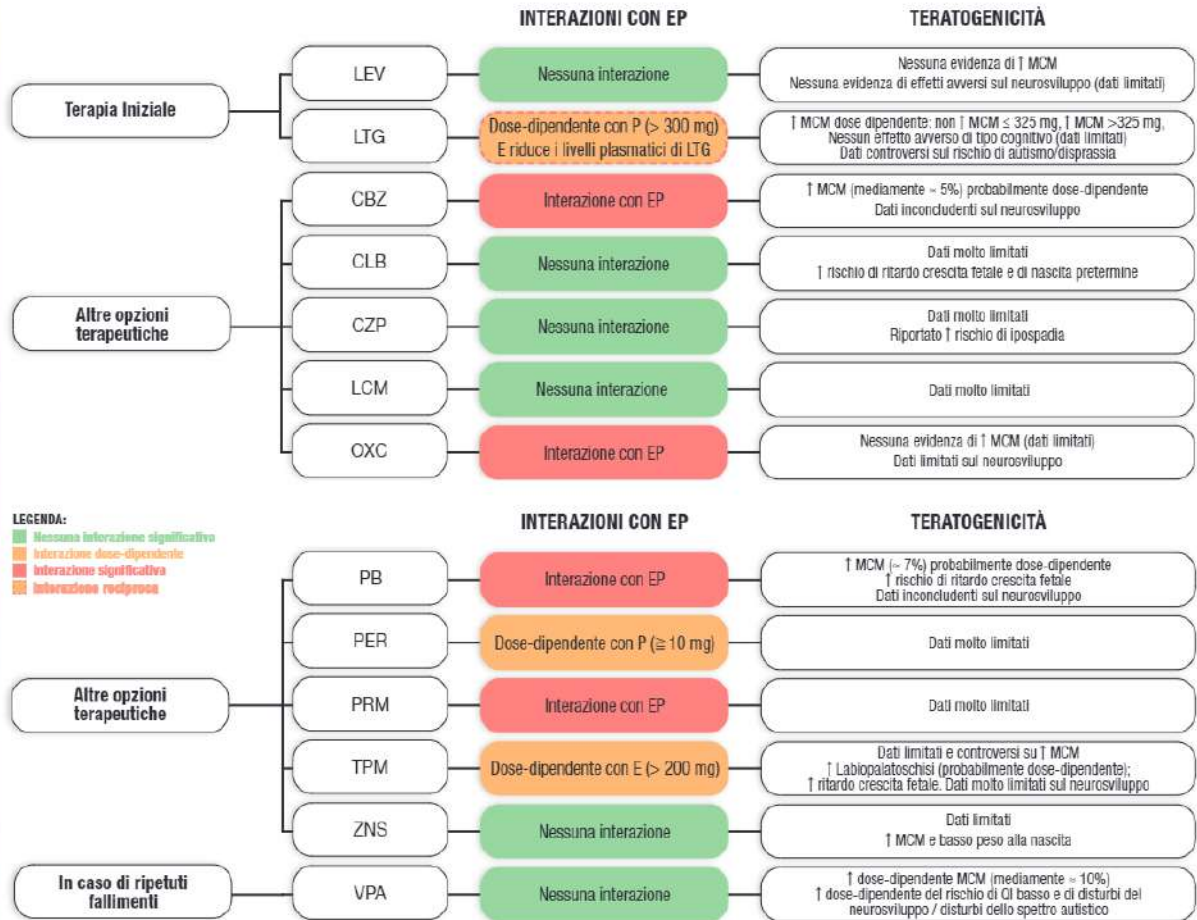 INTERAZIONI CON EP
TERATOGENICITÀ
Terapia Iniziale
LEV
Nessuna interazione
Nessuna evidenza di ↑ MCM
Nessuna evidenza di effetti avversi sul neurosviluppo (dati limitati)
LTG
Dose-dipendente con P (> 300 mg)
E riduce i livelli plasmatici di LTG
↑ MCM dose dipendente: non ↑ MCM ≤ 325 mg, ↑ MCM >325 mg,
Nessun effetto avverso di tipo cognitivo (dati limitati)
Dati controversi sul rischio di autismo/disprassia
Altre opzioni
terapeutiche
CBZ
Interazione con EP
↑ MCM (mediamente ≈ 5%) probabilmente dose-dipendente
Dati inconcludenti sul neurosviluppo
CLB
Nessuna interazione
Dati molto limitati
↑ rischio di ritardo crescita fetale e di nascita pretermine
CZP
Nessuna interazione
Dati molto limitati
Riportato ↑ rischio di ipospadia
LCM
Nessuna interazione
Dati molto limitati
OXC
Interazione con EP
Nessuna evidenza di ↑ MCM (dati limitati)
Dati limitati sul neurosviluppo
LEGENDA:
Nessuna interazione significativa
Interazione dose-dipendente
Interazione significativa
Interazione reciproca
INTERAZIONI CON EP
TERATOGENICITÀ
Altre opzioni
terapeutiche
PB
Interazione con EP
↑ MCM (≈ 7%) probabilmente dose-dipendente
↑ rischio di ritardo crescita fetale
Dati inconcludenti sul neurosviluppo
PER
Dose-dipendente con P (≧ 10 mg)
Dati molto limitati
PRM
Interazione con EP
Dati molto limitati
TPM
Dose-dipendente con E (> 200 mg)
Dati limitati e controversi su ↑ MCM
↑ Labiopalatoschisi (probabilmente dose-dipendente);
↑ ritardo crescita fetale. Dati molto limitati sul neurosviluppo
ZNS
Nessuna interazione
Dati limitati
↑ MCM e basso peso alla nascita
In caso di ripetuti
fallimenti
VPA
Nessuna interazione
↑ dose-dipendente MCM (mediamente ≈ 10%)
↑ dose-dipendente del rischio di QI basso e di disturbi del
neurosviluppo / disturbi dello spettro autistico